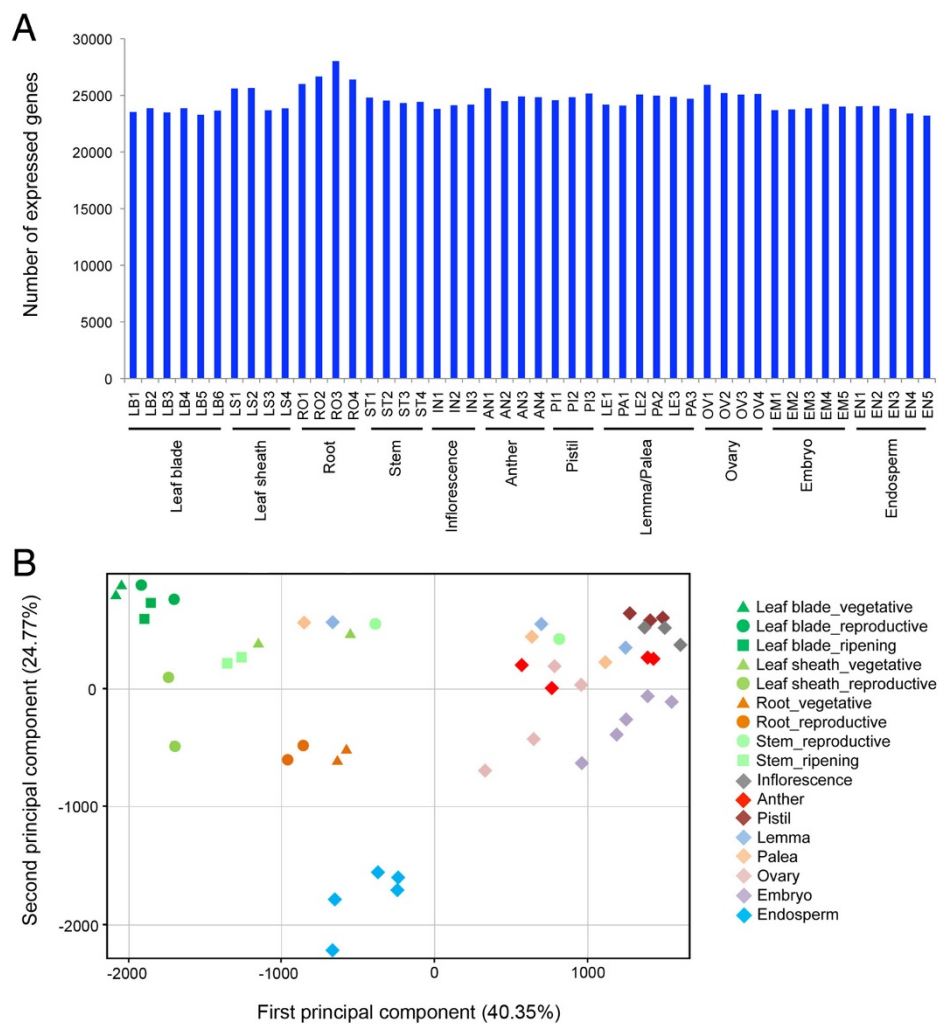 A
Number of expressed genes
30000
25000
20000
15000
10000
5000
0
LB1 LB2 LB3 LB4 LB5 LB6 LS1 LS2 LS3 LS4 RO1 RO2 RO3 RO4 ST1 ST2 ST3 ST4 IN1 IN2 IN3 AN1 AN2 AN3 AN4 PI1 PI2 PI3 LE1 PA1 LE2 PA2 LE3 PA3 OV1 OV2 OV3 OV4 EM1 EM2 EM3 EM4 EM5 EN1 EN2 EN3 EN4 EN5
Leaf blade
Leaf sheath
Root
Stem
Inflorescence
Anther
Pistil
Lemma/Palea
Ovary
Embryo
Endosperm
B
Second principal component (24.77%)
0
-1000
-2000
-2000 -1000 0 1000
First principal component (40.35%)
Leaf blade_vegetative
Leaf blade_reproductive
Leaf blade_ripening
Leaf sheath_vegetative
Leaf sheath_reproductive
Root_vegetative
Root_reproductive
Stem_reproductive
Stem_ripening
Inflorescence
Anther
Pistil
Lemma
Palea
Ovary
Embryo
Endosperm